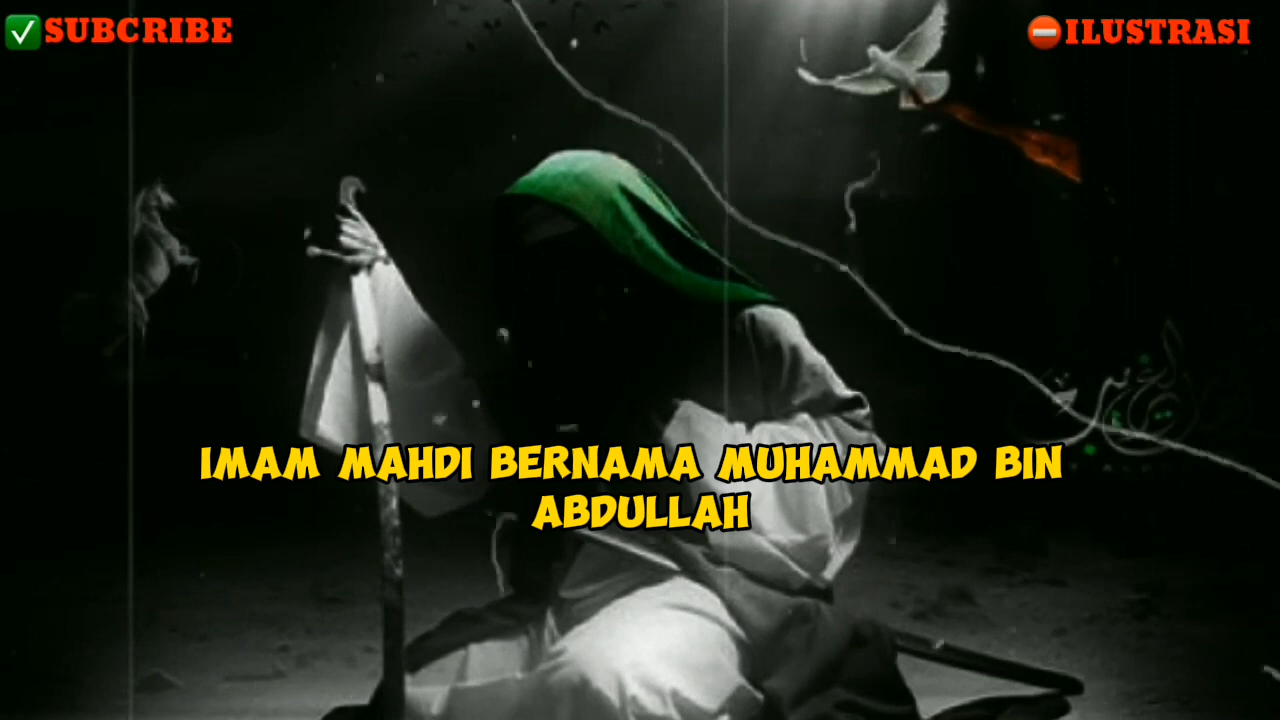 ✅SUBCRIBE
⛔ILUSTRASI
IMAM MAHDI BERNAMA MUHAMMAD BIN
ABDULLAH